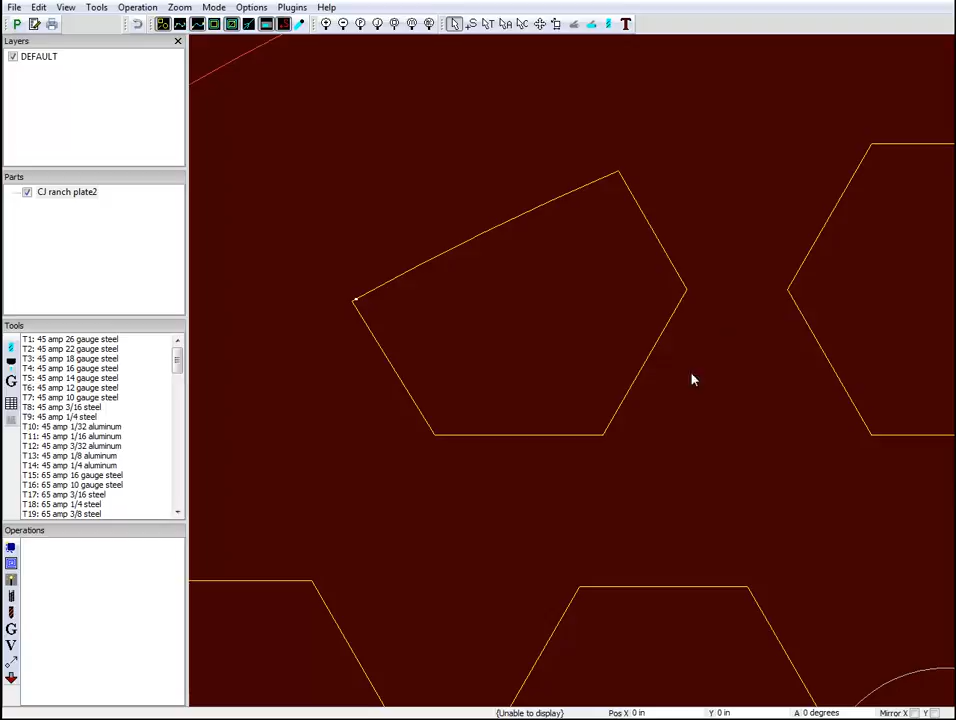 File Edit View Tools Operation Zoom Mode Options Plugins Help
P T
Layers
DEFAULT
Parts
CJ ranch plate2
Tools
T1: 45 amp 26 gauge steel
T2: 45 amp 22 gauge steel
T3: 45 amp 18 gauge steel
T4: 45 amp 16 gauge steel
T5: 45 amp 14 gauge steel
T6: 45 amp 12 gauge steel
T7: 45 amp 10 gauge steel
T8: 45 amp 3/16 steel
T9: 45 amp 1/4 steel
T10: 45 amp 1/32 aluminum
T11: 45 amp 1/16 aluminum
T12: 45 amp 3/32 aluminum
T13: 45 amp 1/8 aluminum
T14: 45 amp 1/4 aluminum
T15: 65 amp 16 gauge steel
T16: 65 amp 10 gauge steel
T17: 65 amp 3/16 steel
T18: 65 amp 1/4 steel
T19: 65 amp 3/8 steel
G
Operations
G
V
{Unable to display} Pos X 0 in Y 0 in A 0 degrees Mirror X Y